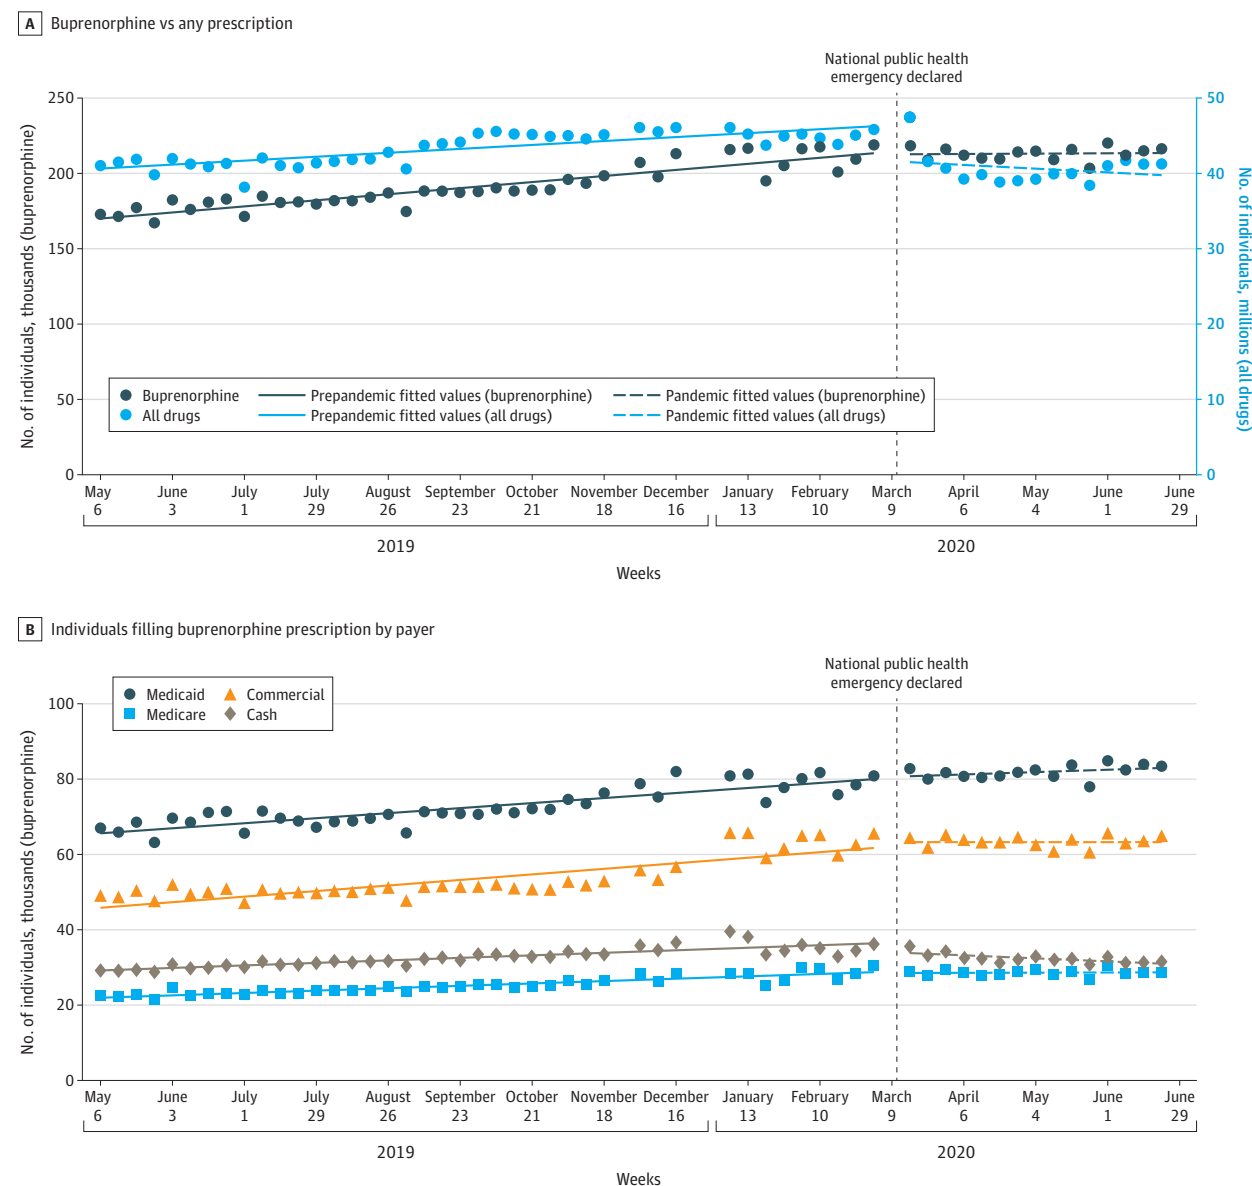 A Buprenorphine vs any prescription
National public health
emergency declared
No. of individuals, thousands (buprenorphine)
250
200
150
100
50
0
No. of individuals, millions (all drugs)
50
40
30
20
10
0
Buprenorphine Prepandemic fitted values (buprenorphine) Pandemic fitted values (buprenorphine)
All drugs Prepandemic fitted values (all drugs) Pandemic fitted values (all drugs)
May June July July August September October November December January February March April May June June
6 3 1 29 26 23 21 18 16 13 10 9 6 4 1 29
2019 2020
Weeks
B Individuals filling buprenorphine prescription by payer
National public health
emergency declared
Medicaid Commercial
Medicare Cash
No. of individuals, thousands (buprenorphine)
100
80
60
40
20
0
May June July July August September October November December January February March April May June June
6 3 1 29 26 23 21 18 16 13 10 9 6 4 1 29
2019 2020
Weeks